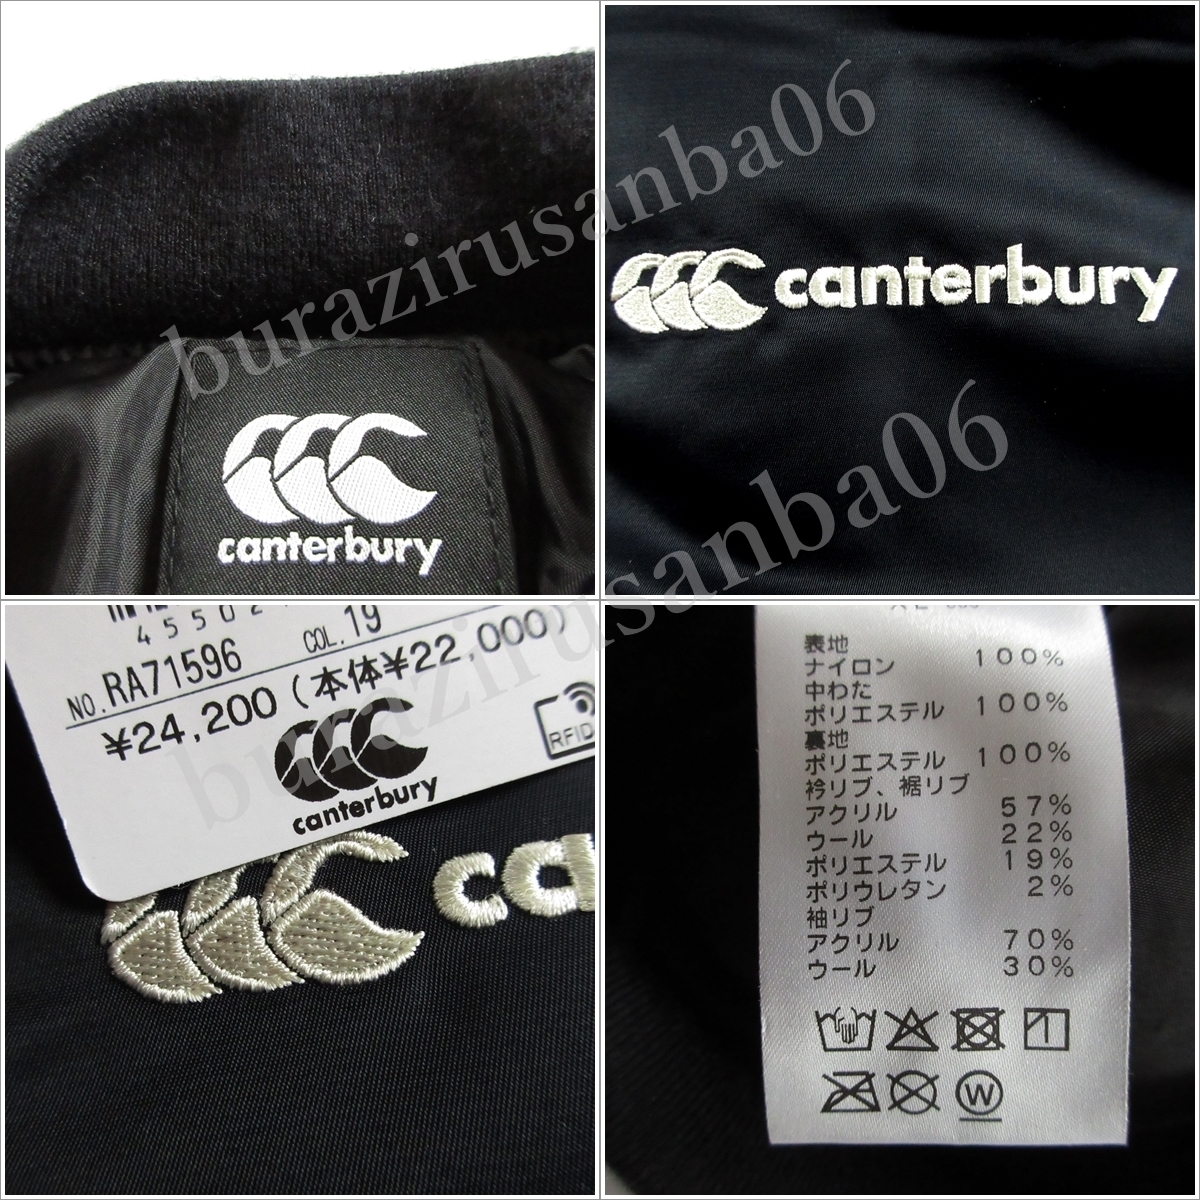 canterbury
canterbury
burazirusanba06
burazirusanba06
45502
NO. RA71596 COL. 19
¥24,200 (本体¥22,000)
RFID
canterbury
表地
ナイロン 100%
中わた
ポリエステル 100%
裏地
ポリエステル 100%
衿リブ、裾リブ
アクリル 57%
ウール 22%
ポリエステル 19%
ポリウレタン 2%
袖リブ
アクリル 70%
ウール 30%
W